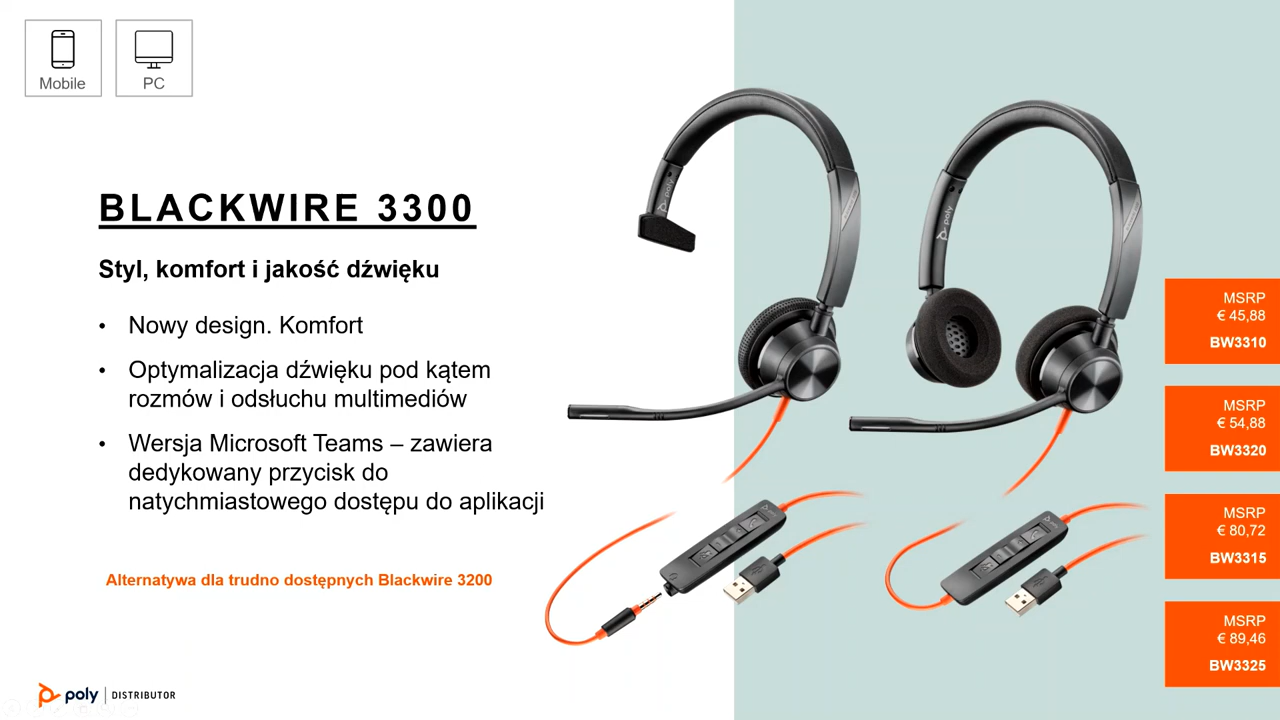 Mobile
PC
BLACKWIRE 3300
Styl, komfort i jakość dźwięku
• Nowy design. Komfort
• Optymalizacja dźwięku pod kątem
rozmów i odsłuchu multimediów
• Wersja Microsoft Teams – zawiera
dedykowany przycisk do
natychmiastowego dostępu do aplikacji
Alternatywa dla trudno dostępnych Blackwire 3200
poly
poly
MSRP
€ 45,88
BW3310
MSRP
€ 54,88
BW3320
MSRP
€ 80,72
BW3315
MSRP
€ 89,46
BW3325
poly | DISTRIBUTOR